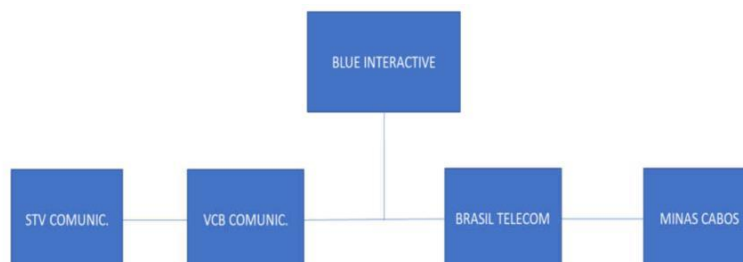 BLUE INTERACTIVE
STV COMUNIC.
VCB COMUNIC.
BRASIL TELECOM
MINAS CABOS